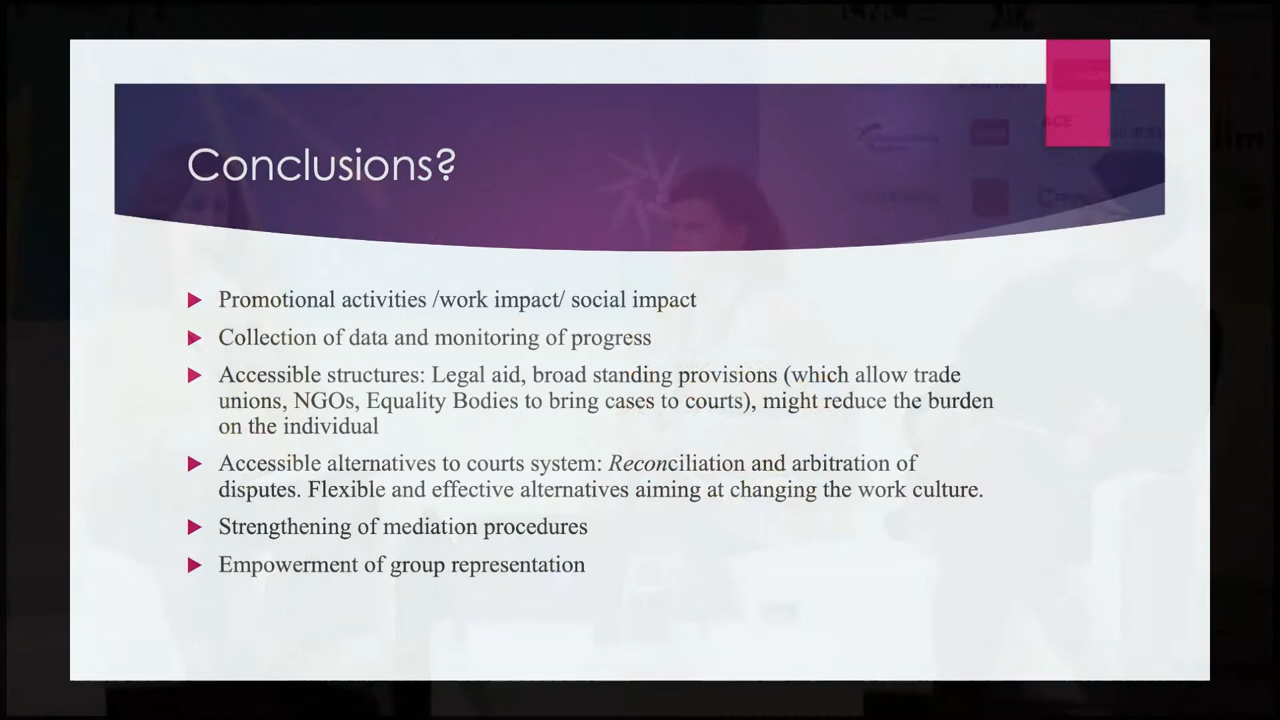 Conclusions?
Promotional activities /work impact/ social impact
Collection of data and monitoring of progress
Accessible structures: Legal aid, broad standing provisions (which allow trade
unions, NGOs, Equality Bodies to bring cases to courts), might reduce the burden
on the individual
Accessible alternatives to courts system: Reconciliation and arbitration of
disputes. Flexible and effective alternatives aiming at changing the work culture.
Strengthening of mediation procedures
Empowerment of group representation
ACE